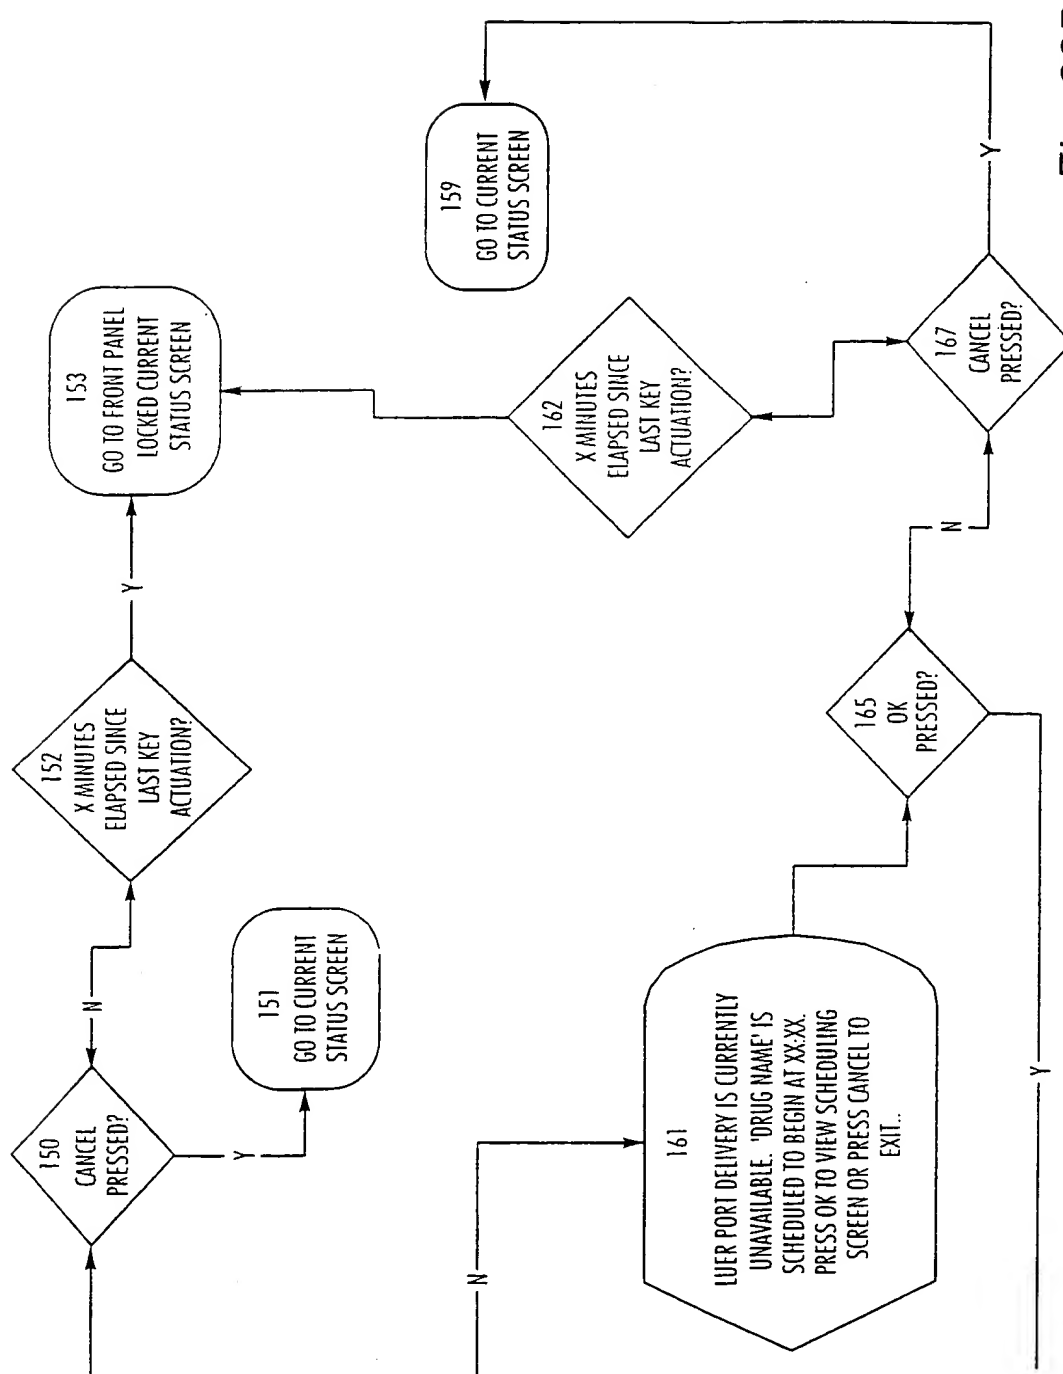 150
CANCEL
PRESSED?
N
152
X MINUTES
ELAPSED SINCE
LAST KEY
ACTUATION?
Y
153
GO TO FRONT PANEL
LOCKED CURRENT
STATUS SCREEN
Y
151
GO TO CURRENT
STATUS SCREEN
159
GO TO CURRENT
STATUS SCREEN
N
162
X MINUTES
ELAPSED SINCE
LAST KEY
ACTUATION?
161
LUER PORT DELIVERY IS CURRENTLY
UNAVAILABLE. 'DRUG NAME' IS
SCHEDULED TO BEGIN AT XX:XX.
PRESS OK TO VIEW SCHEDULING
SCREEN OR PRESS CANCEL TO
EXIT..
165
OK
PRESSED?
N
167
CANCEL
PRESSED?
Y
Y